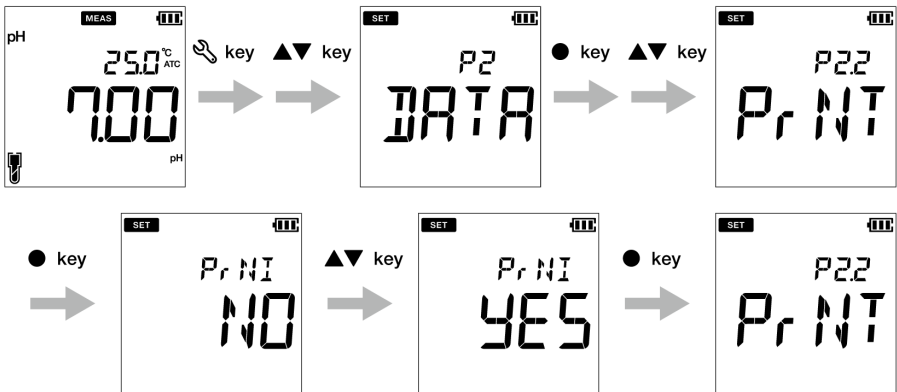 MEAS
pH
25.0 °C
ATC
7.00
pH
key
▲▼ key
SET
P2
DATA
● key
▲▼ key
SET
P2.2
PrNT
● key
SET
PrNT
NO
▲▼ key
SET
PrNT
YES
● key
SET
P2.2
PrNT